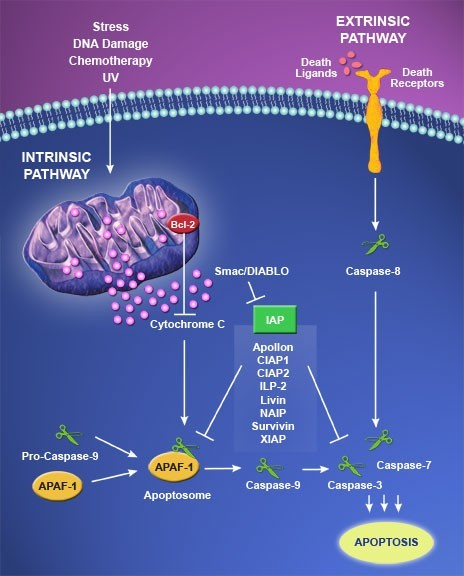 Stress
DNA Damage
Chemotherapy
UV
EXTRINSIC
PATHWAY
Death
Ligands
Death
Receptors
INTRINSIC
PATHWAY
Bcl-2
Caspase-8
Smac/DIABLO
Cytochrome C
IAP
Apollon
CIAP1
CIAP2
ILP-2
Livin
NAIP
Survivin
XIAP
Pro-Caspase-9
APAF-1
APAF-1
Apoptosome
Caspase-9
Caspase-3
Caspase-7
APOPTOSIS